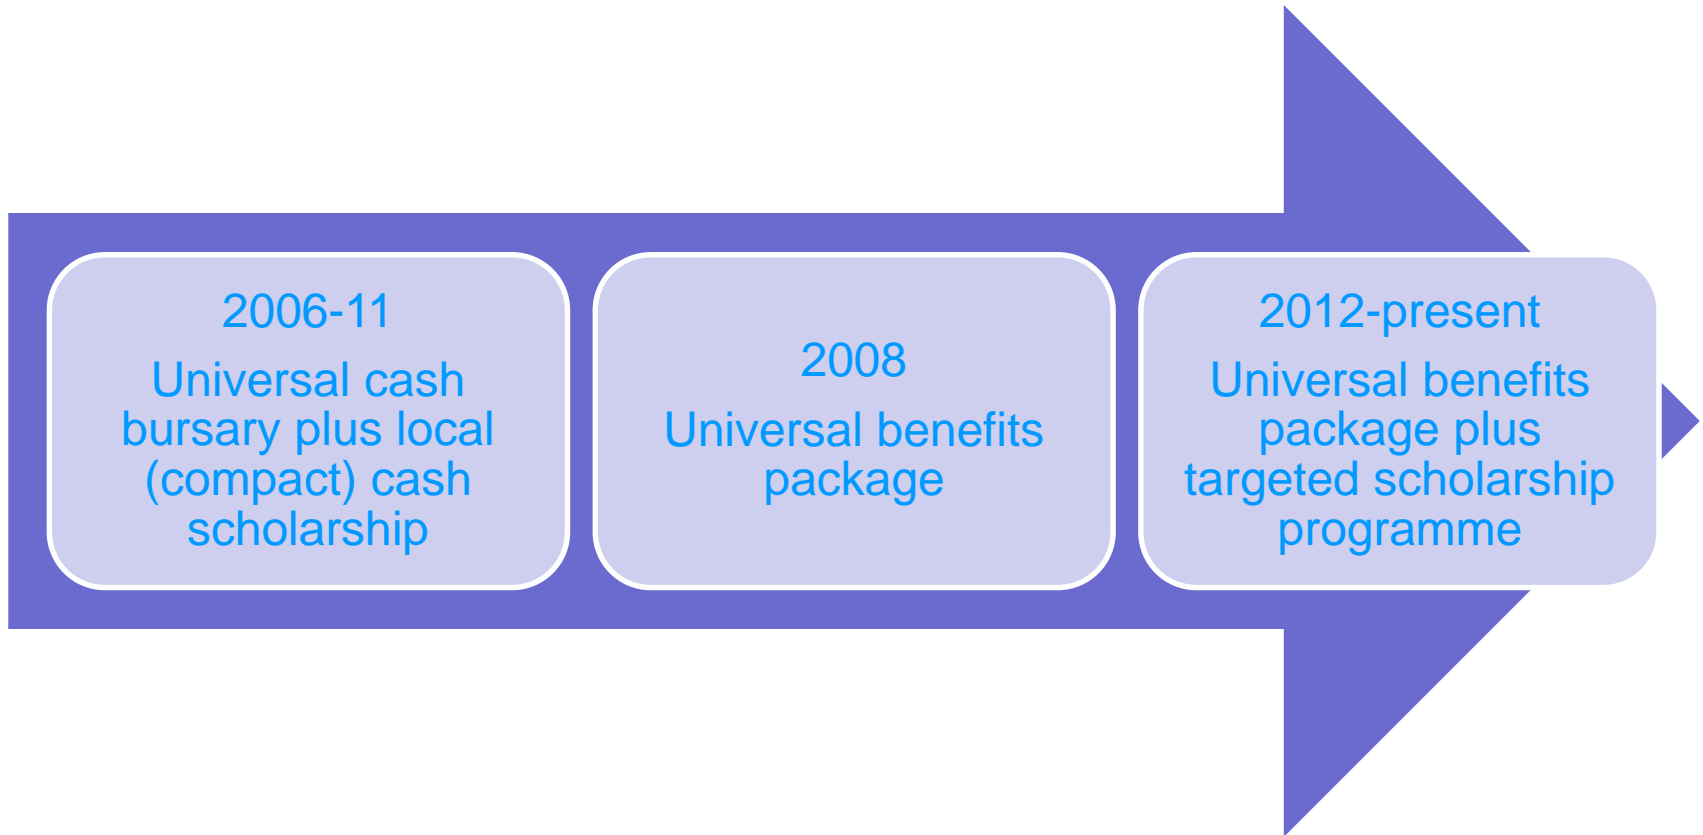 2006-11
Universal cash
bursary plus local
(compact) cash
scholarship
2008
Universal benefits
package
2012-present
Universal benefits
package plus
targeted scholarship
programme